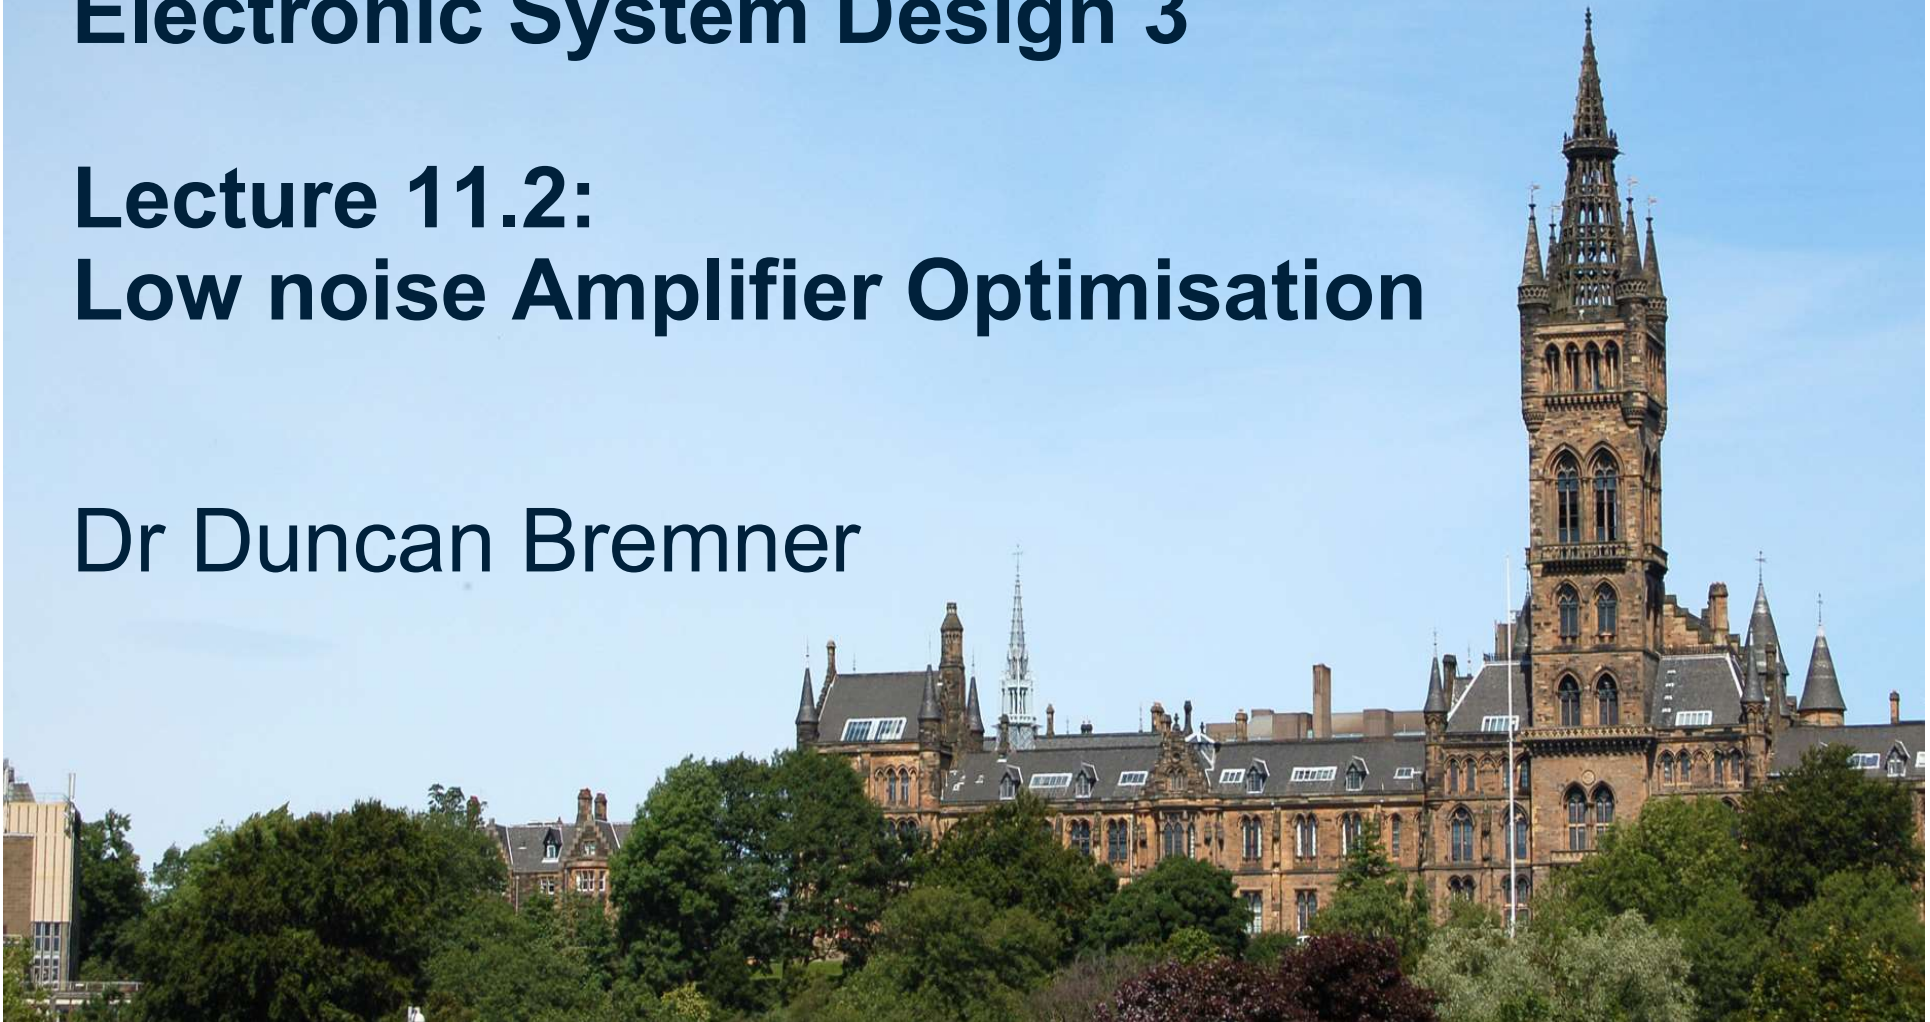 Electronic System Design 3
Lecture 11.2:
Low noise Amplifier Optimisation
Dr Duncan Bremner